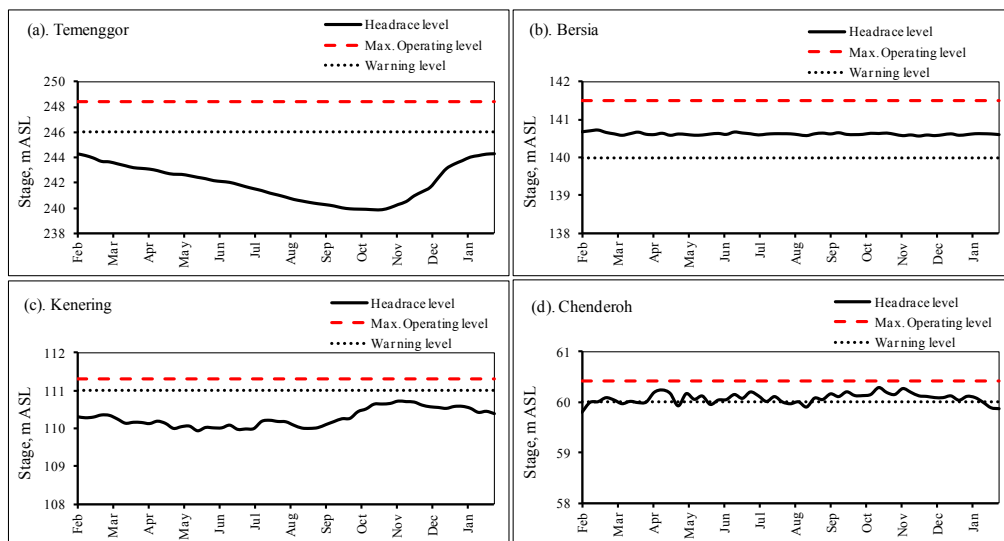 (a). Temenggor
Headrace level
Max. Operating level
Warning level
Stage, m ASL
250
248
246
244
242
240
238
Feb
Mar
Apr
May
Jun
Jul
Aug
Sep
Oct
Nov
Dec
Jan
(b). Bersia
Headrace level
Max. Operating level
Warning level
Stage, m ASL
142
141
140
139
138
Feb
Mar
Apr
May
Jun
Jul
Aug
Sep
Oct
Nov
Dec
Jan
(c). Kenering
Headrace level
Max. Operating level
Warning level
Stage, m ASL
112
111
110
109
108
Feb
Mar
Apr
May
Jun
Jul
Aug
Sep
Oct
Nov
Dec
Jan
(d). Chenderoh
Headrace level
Max. Operating level
Warning level
Stage, m ASL
61
60
59
58
Feb
Mar
Apr
May
Jun
Jul
Aug
Sep
Oct
Nov
Dec
Jan